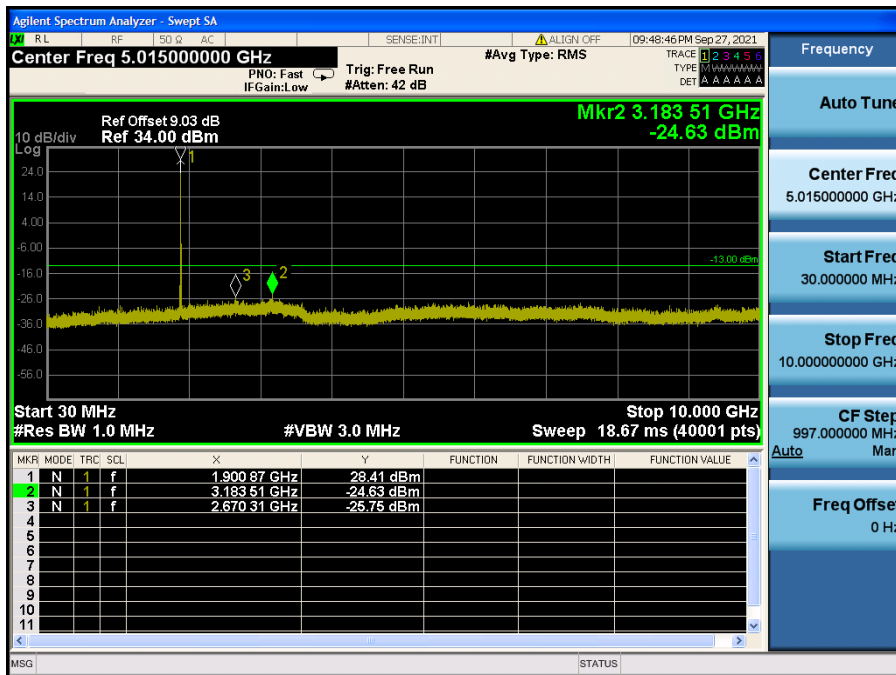 Agilent Spectrum Analyzer - Swept SA
LXI RL RF 50 Ω AC SENSE:INT ALIGN OFF 09:48:46 PM Sep 27, 2021
Center Freq 5.015000000 GHz
#Avg Type: RMS
TRACE 1 2 3 4 5 6
PNO: Fast Trig: Free Run
TYPE M W W W W W
IFGain:Low #Atten: 42 dB
DET A A A A A A
Ref Offset 9.03 dB
Mkr2 3.183 51 GHz
10 dB/div Ref 34.00 dBm
-24.63 dBm
Log
1
24.0
14.0
4.00
-6.00
-13.00 dBm
-16.0
3 2
-26.0
-36.0
-46.0
-56.0
Start 30 MHz Stop 10.000 GHz
#Res BW 1.0 MHz #VBW 3.0 MHz Sweep 18.67 ms (40001 pts)
MKR MODE TRC SCL X Y FUNCTION FUNCTION WIDTH FUNCTION VALUE
1 N 1 f 1.900 87 GHz 28.41 dBm
2 N 1 f 3.183 51 GHz -24.63 dBm
3 N 1 f 2.670 31 GHz -25.75 dBm
4
5
6
7
8
9
10
11
MSG STATUS
Frequency
Auto Tune
Center Freq
5.015000000 GHz
Start Freq
30.000000 MHz
Stop Freq
10.000000000 GHz
CF Step
997.000000 MHz
Auto Man
Freq Offset
0 Hz